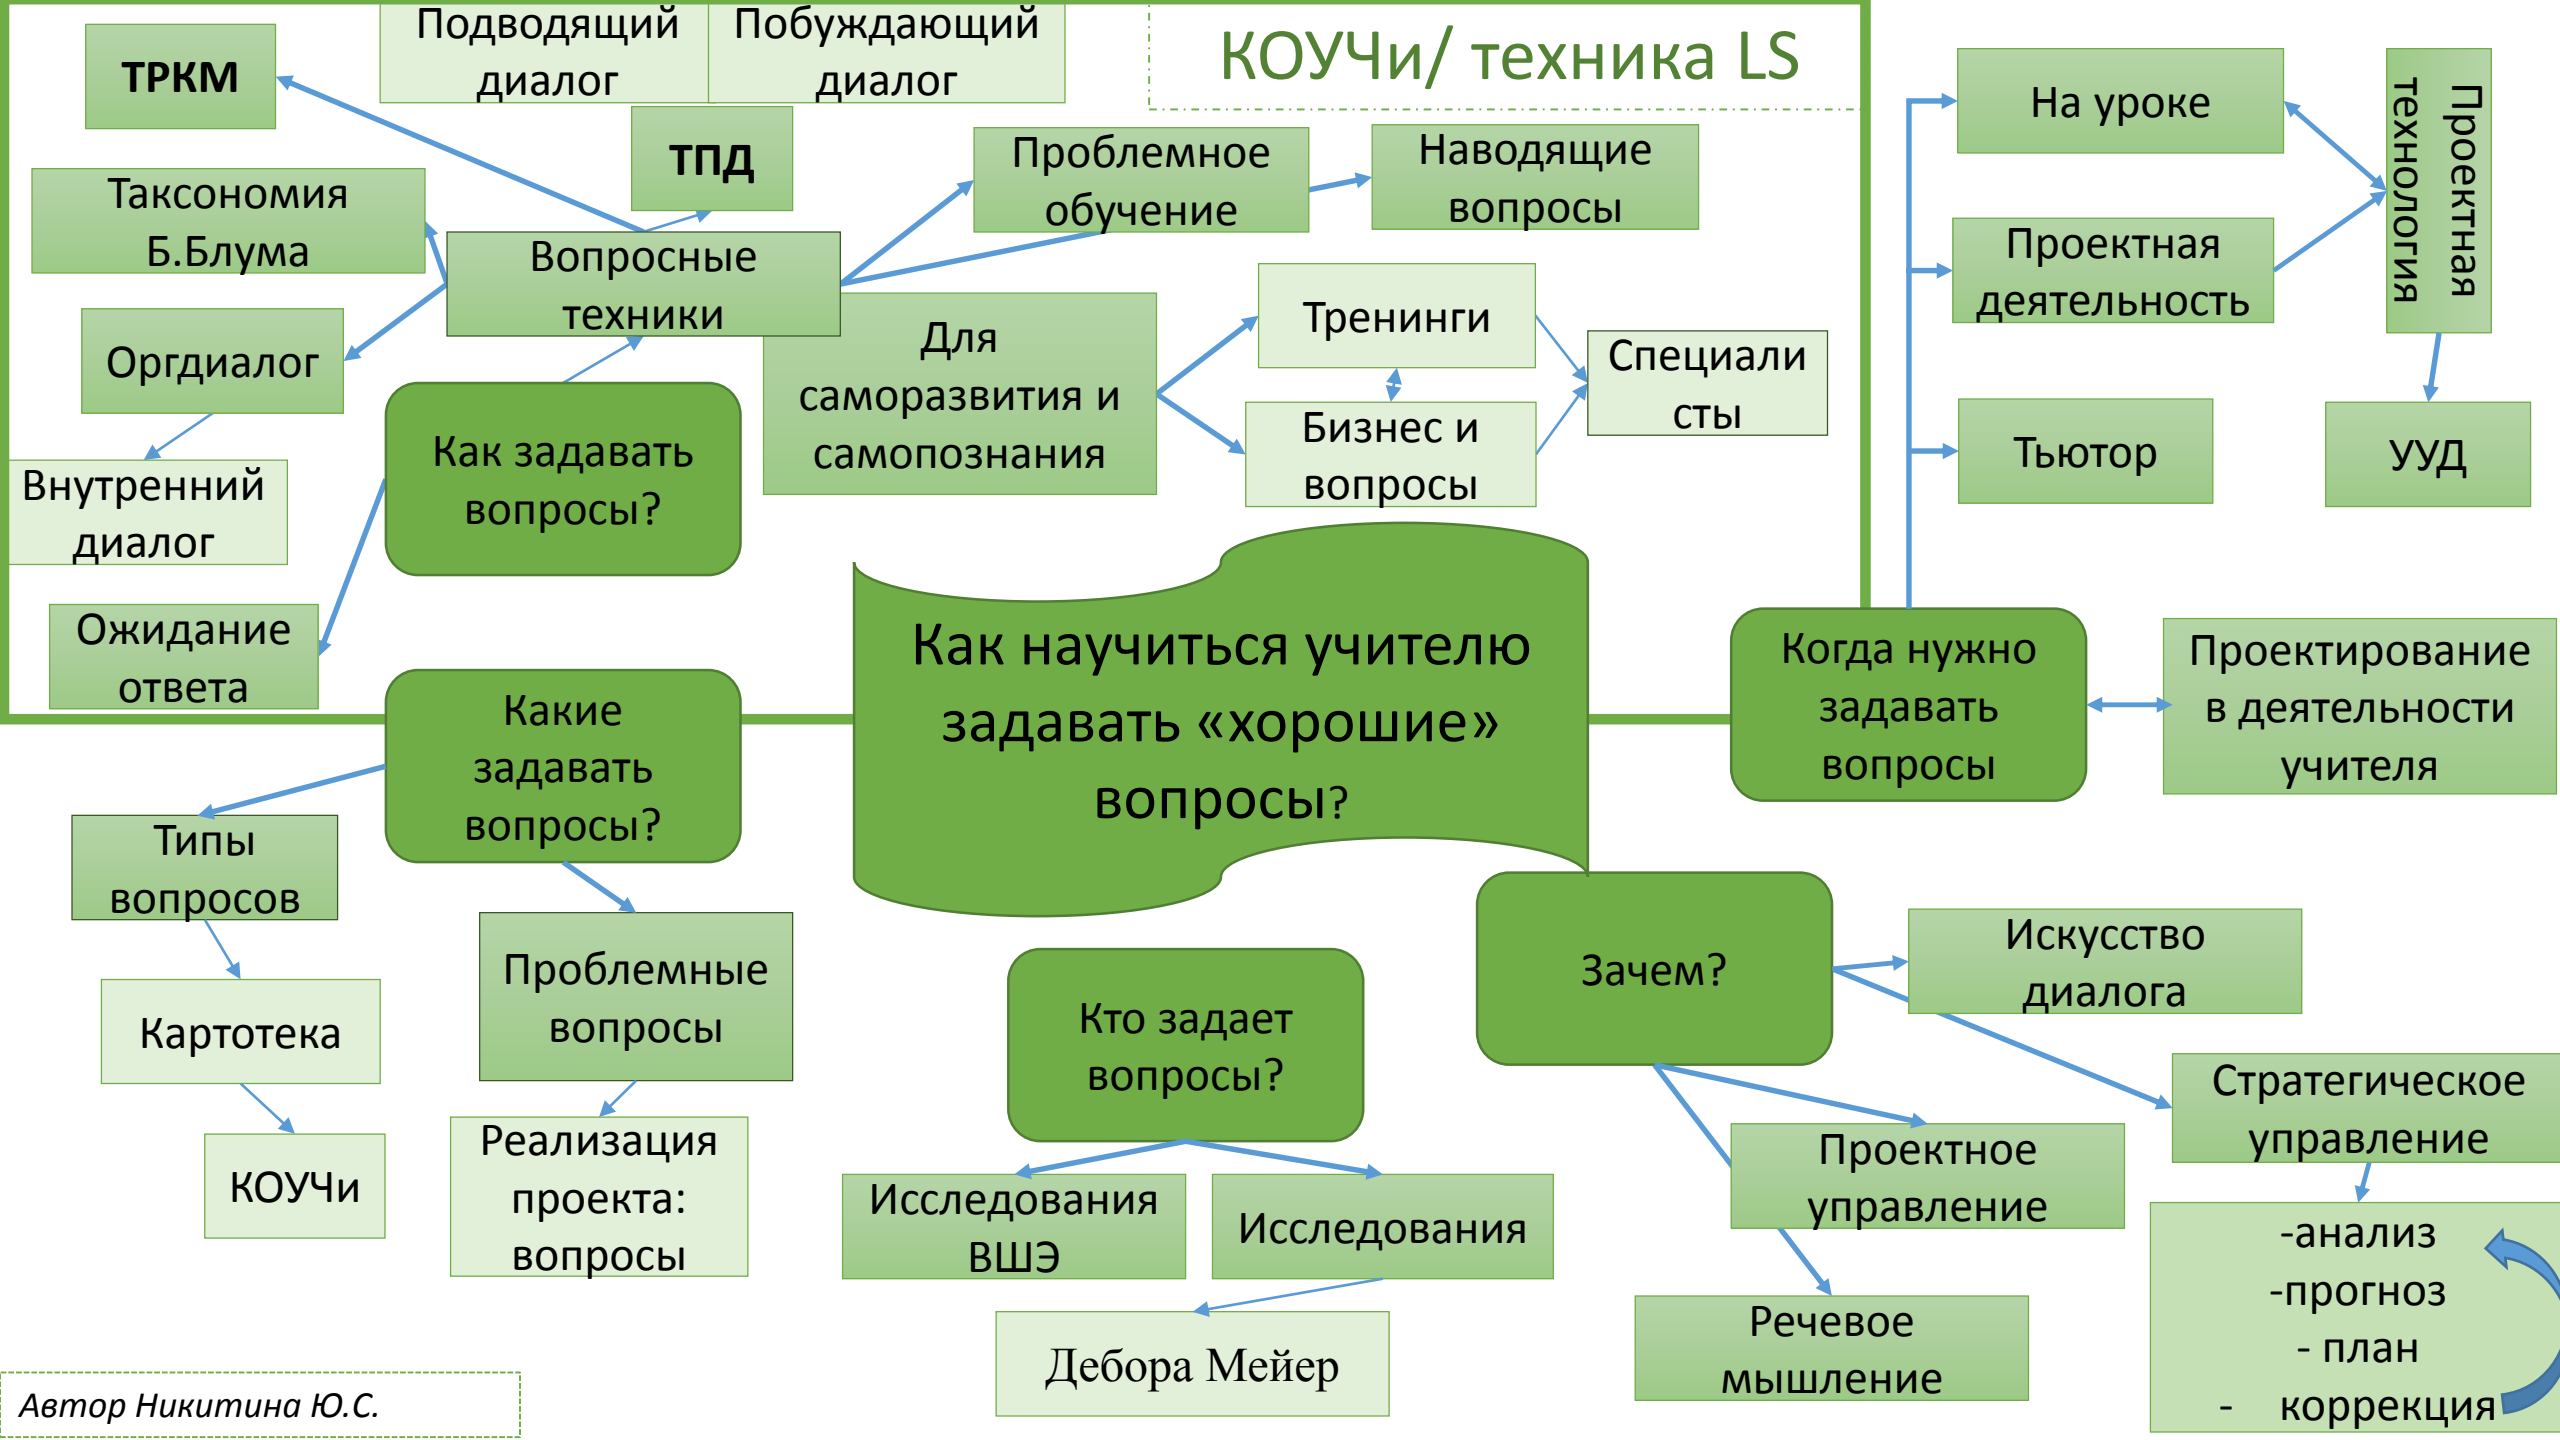 Подводящий
диалог
Побуждающий
диалог
КОУЧи/ техника LS
ТРКМ
ТПД
Проблемное
обучение
Наводящие
вопросы
Таксономия
Б.Блума
Вопросные
техники
Оргдиалог
Для
саморазвития и
самопознания
Тренинги
Бизнес и
вопросы
Специали
сты
Внутренний
диалог
Как задавать
вопросы?
Ожидание
ответа
На уроке
Проектная
технология
Проектная
деятельность
Тьютор
УУД
Как научиться учителю
задавать «хорошие»
вопросы?
Когда нужно
задавать
вопросы
Проектирование
в деятельности
учителя
Какие
задавать
вопросы?
Типы
вопросов
Картотека
КОУЧи
Проблемные
вопросы
Реализация
проекта:
вопросы
Кто задает
вопросы?
Исследования
ВШЭ
Исследования
Дебора Мейер
Зачем?
Искусство
диалога
Стратегическое
управление
Проектное
управление
Речевое
мышление
-анализ
-прогноз
- план
- коррекция
Автор Никитина Ю.С.